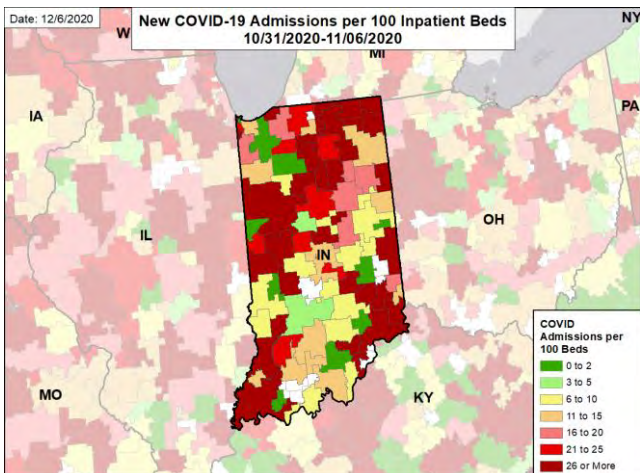 Date: 12/6/2020
New COVID-19 Admissions per 100 Inpatient Beds
10/31/2020-11/06/2020
W
MI
NY
IA
PA
IL
IN
OH
MO
KY
COVID
Admissions per
100 Beds
0 to 2
3 to 5
6 to 10
11 to 15
16 to 20
21 to 25
26 or More